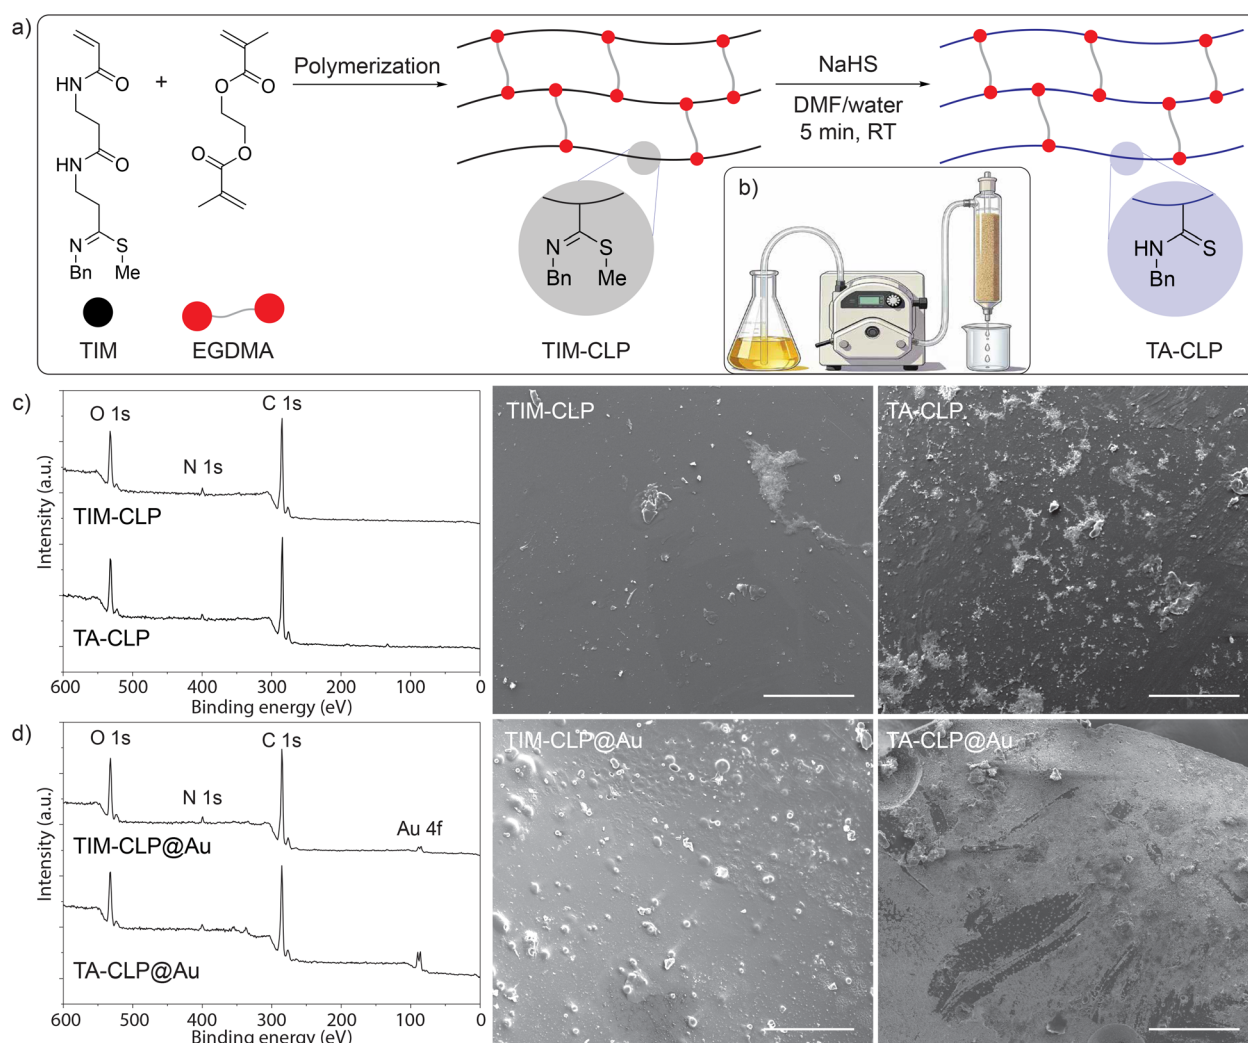 a)
O
HN
O
HN
N
S
Bn
Me
TIM
+
O
O
O
O
EGDMA
Polymerization
N
S
Bn
Me
TIM-CLP
NaHS
DMF/water
5 min, RT
HN
S
Bn
TA-CLP
b)
c)
O 1s
N 1s
C 1s
TIM-CLP
TA-CLP
Intensity (a.u.)
600 500 400 300 200 100 0
Binding energy (eV)
TIM-CLP
TA-CLP
d)
O 1s
N 1s
C 1s
Au 4f
TIM-CLP@Au
TA-CLP@Au
Intensity (a.u.)
600 500 400 300 200 100 0
Binding energy (eV)
TIM-CLP@Au
TA-CLP@Au